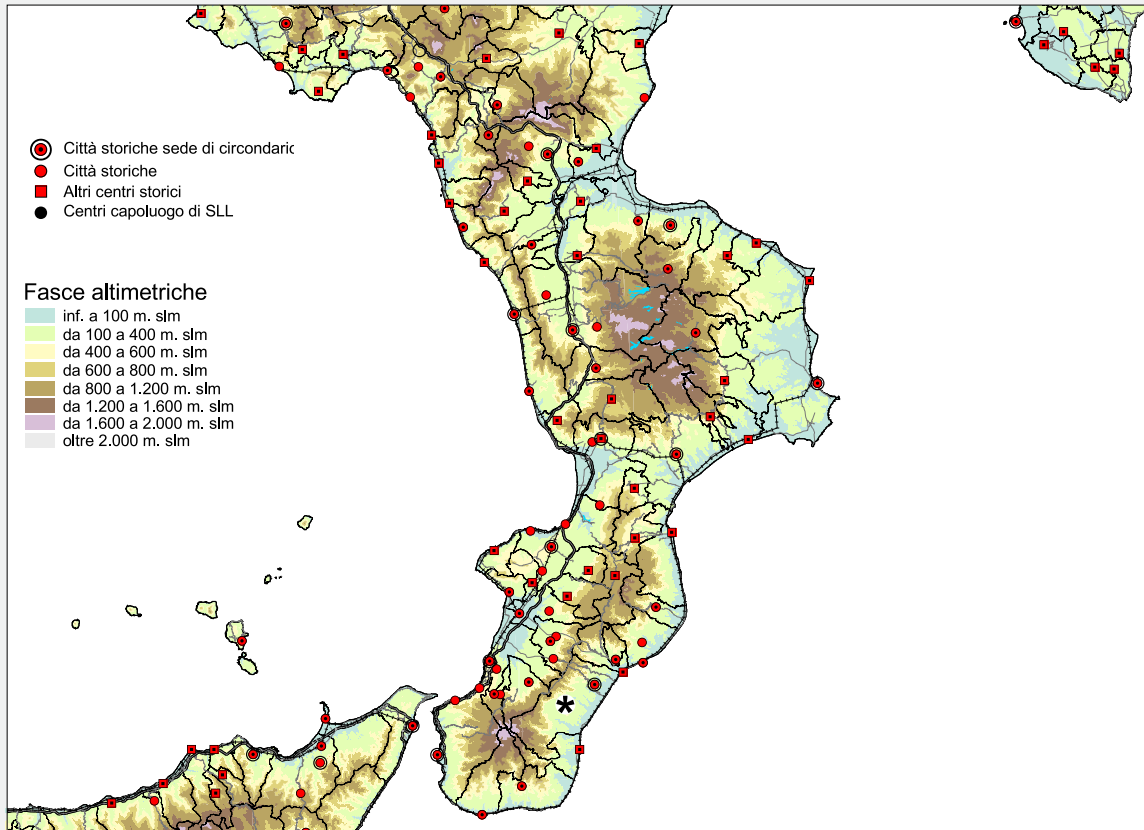 Città storiche sede di circondario
Città storiche
Altri centri storici
Centri capoluogo di SLL
Fasce altimetriche
inf. a 100 m. slm
da 100 a 400 m. slm
da 400 a 600 m. slm
da 600 a 800 m. slm
da 800 a 1.200 m. slm
da 1.200 a 1.600 m. slm
da 1.600 a 2.000 m. slm
oltre 2.000 m. slm
*